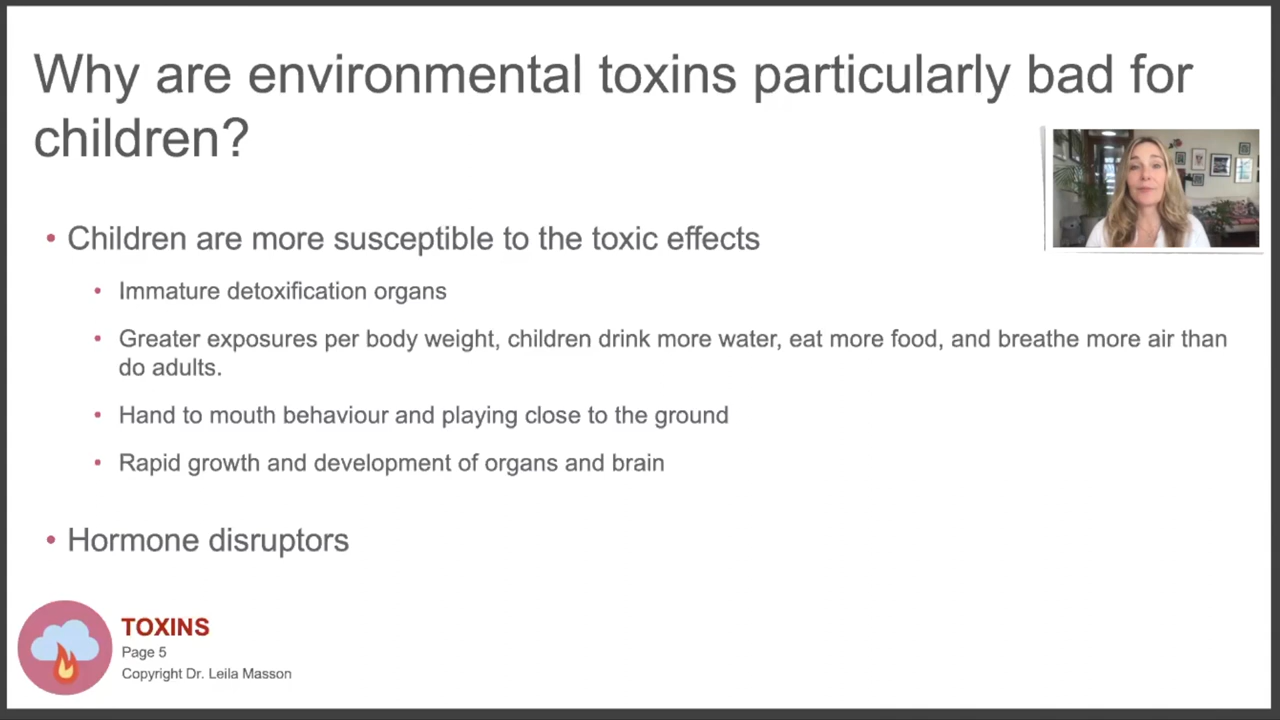 Why are environmental toxins particularly bad for
children?
• Children are more susceptible to the toxic effects
• Immature detoxification organs
• Greater exposures per body weight, children drink more water, eat more food, and breathe more air than
do adults.
• Hand to mouth behaviour and playing close to the ground
• Rapid growth and development of organs and brain
• Hormone disruptors
TOXINS
Page 5
Copyright Dr. Leila Masson